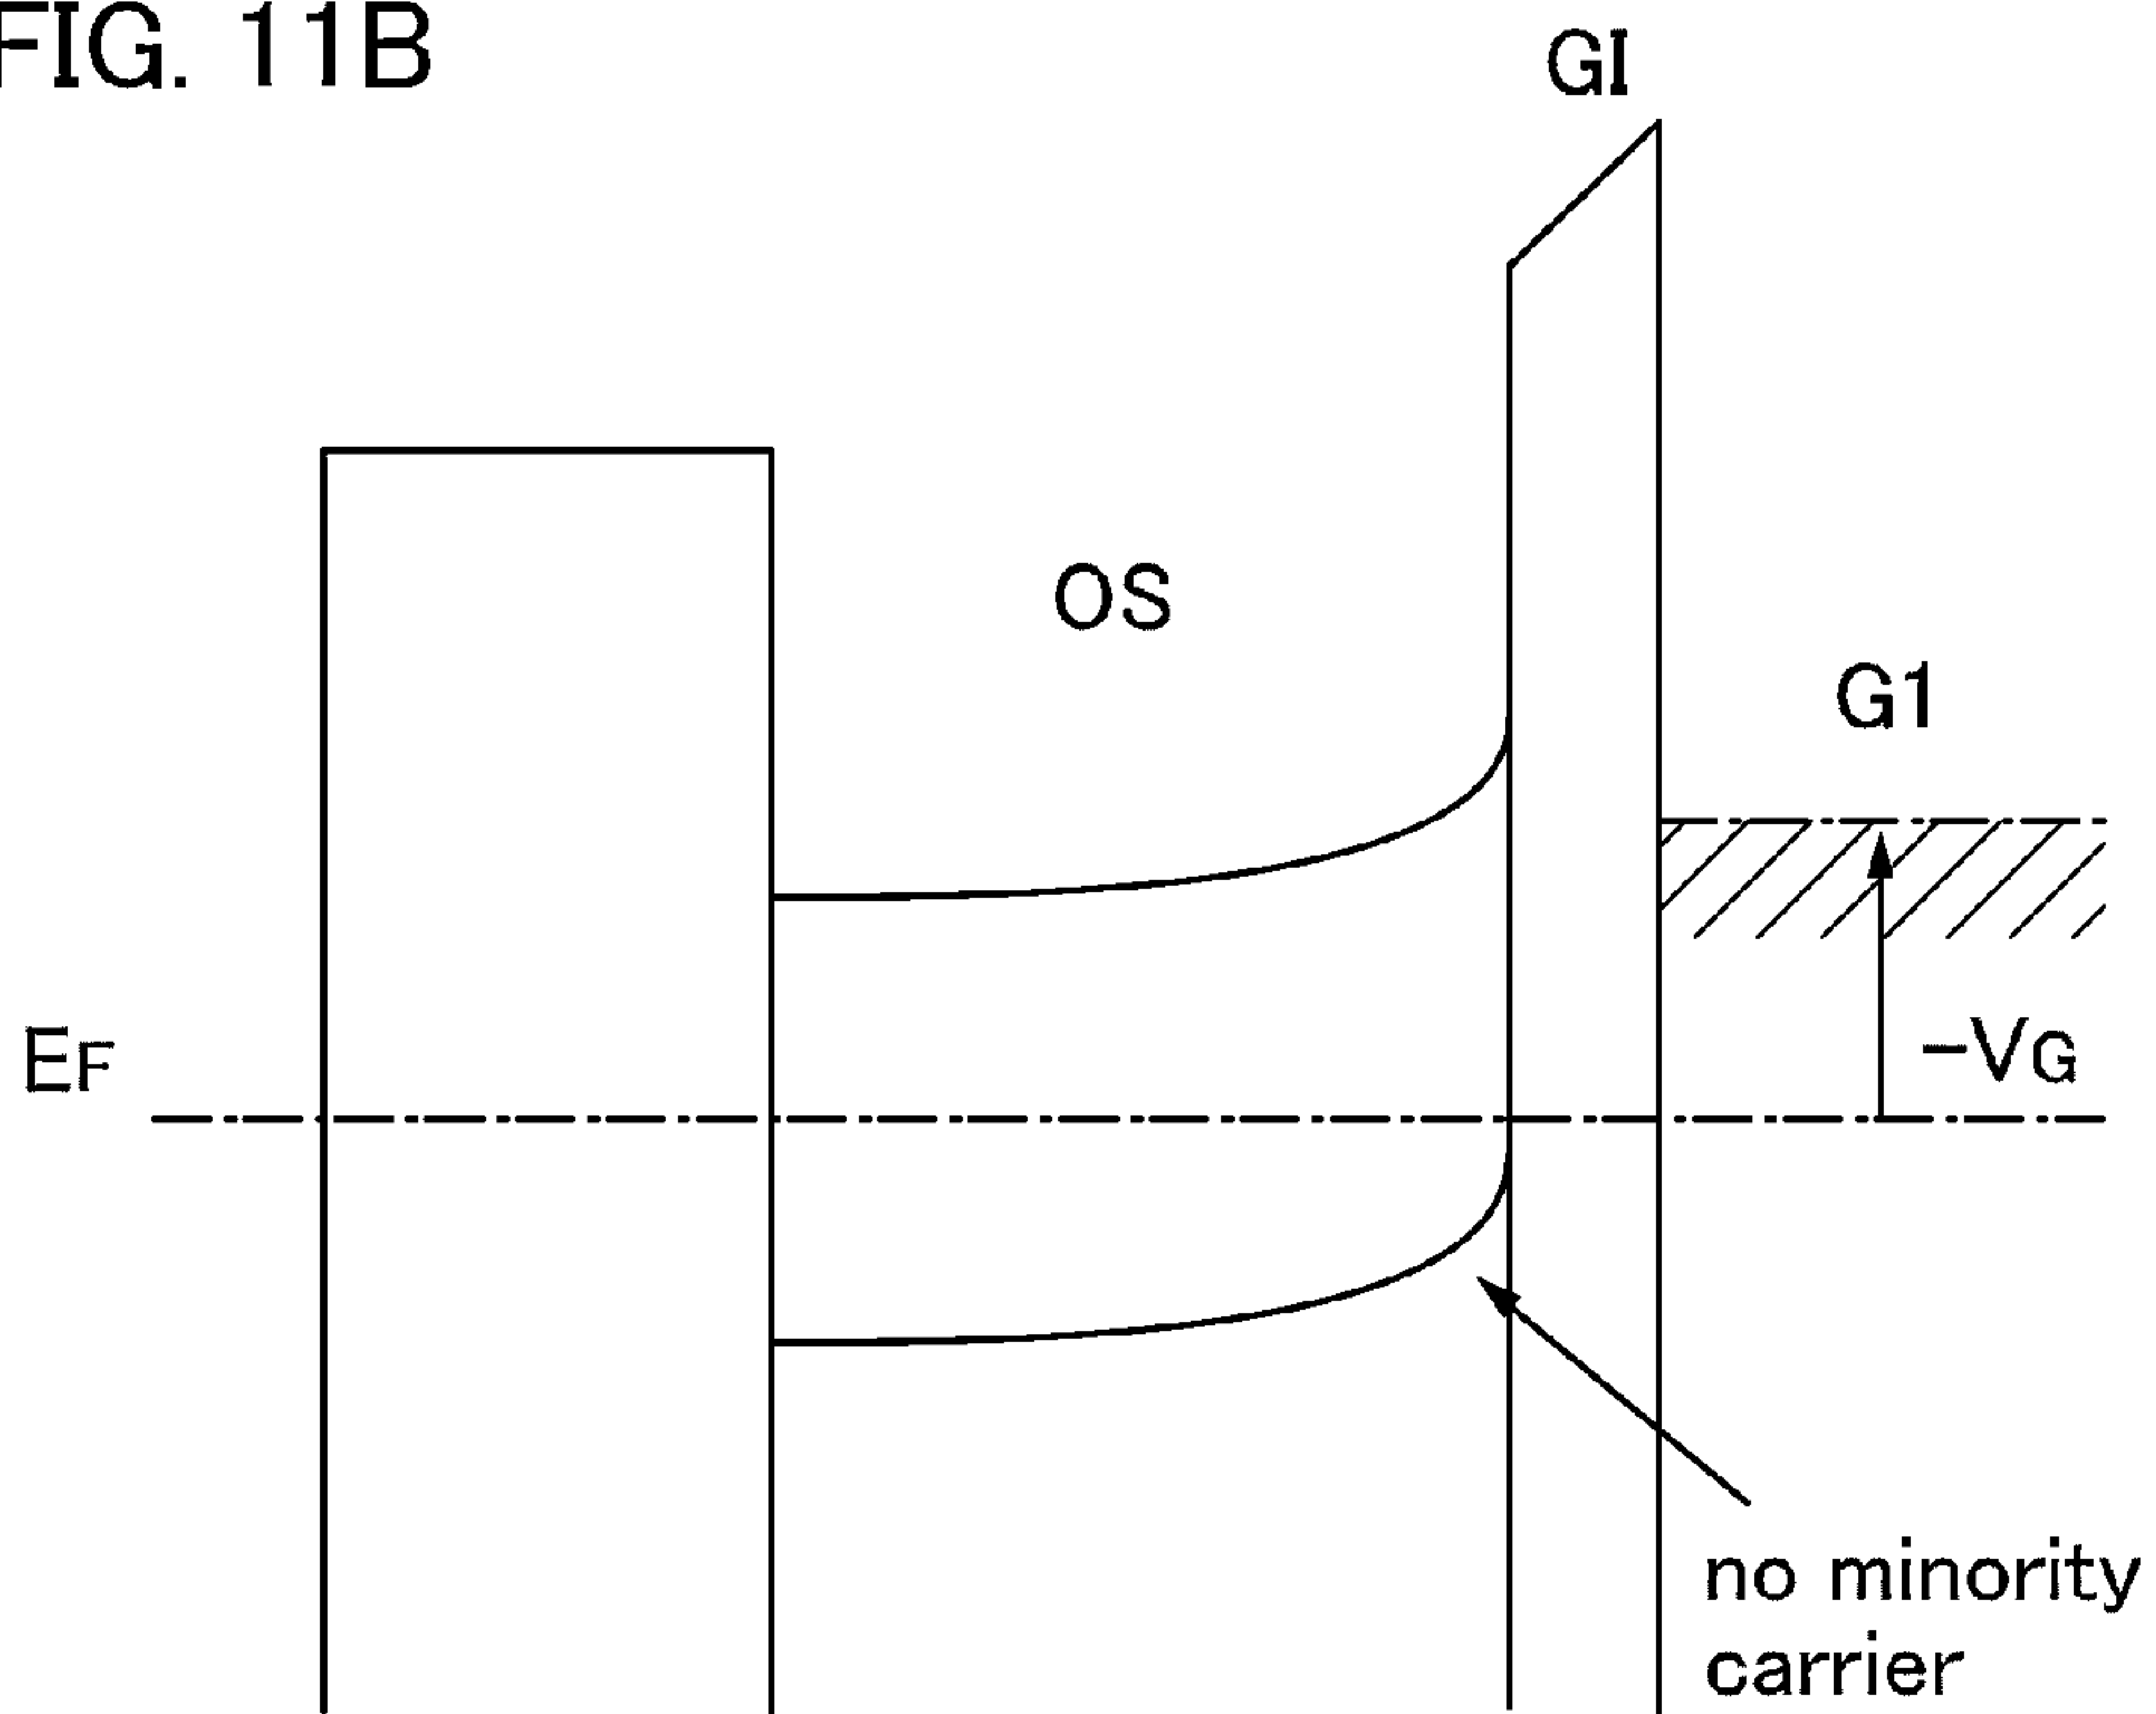 FIG. 11B
GI
OS
G1
EF
-VG
no minority
carrier